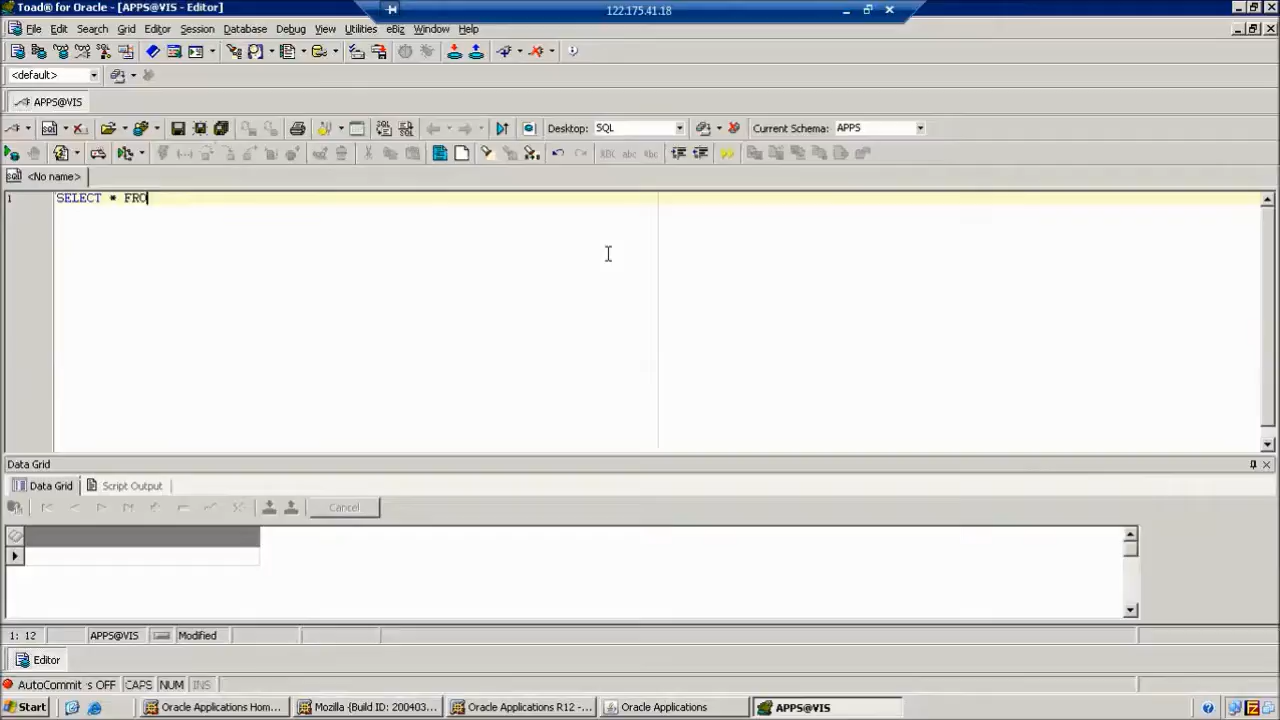 Toad® for Oracle - [APPS@VIS - Editor]
122.175.41.18
File Edit Search Grid Editor Session Database Debug View Utilities eBiz Window Help
<default>
APPS@VIS
Desktop: SQL Current Schema: APPS
<No name>
1 SELECT * FRO
Data Grid
Data Grid Script Output
Cancel
1: 12 APPS@VIS Modified
Editor
AutoCommit is OFF CAPS NUM INS
Start Oracle Applications Hom... Mozilla {Build ID: 200403... Oracle Applications R12 -... Oracle Applications APPS@VIS